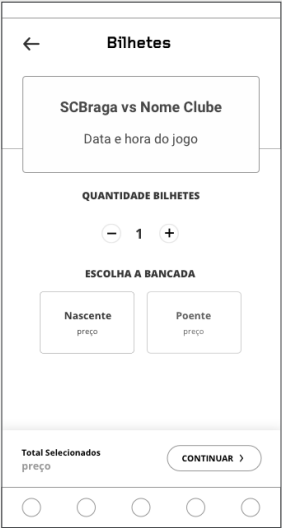 Bilhetes
SCBraga vs Nome Clube
Data e hora do jogo
QUANTIDADE BILHETES
− 1 +
ESCOLHA A BANCADA
Nascente
preço
Poente
preço
Total Selecionados
preço
CONTINUAR